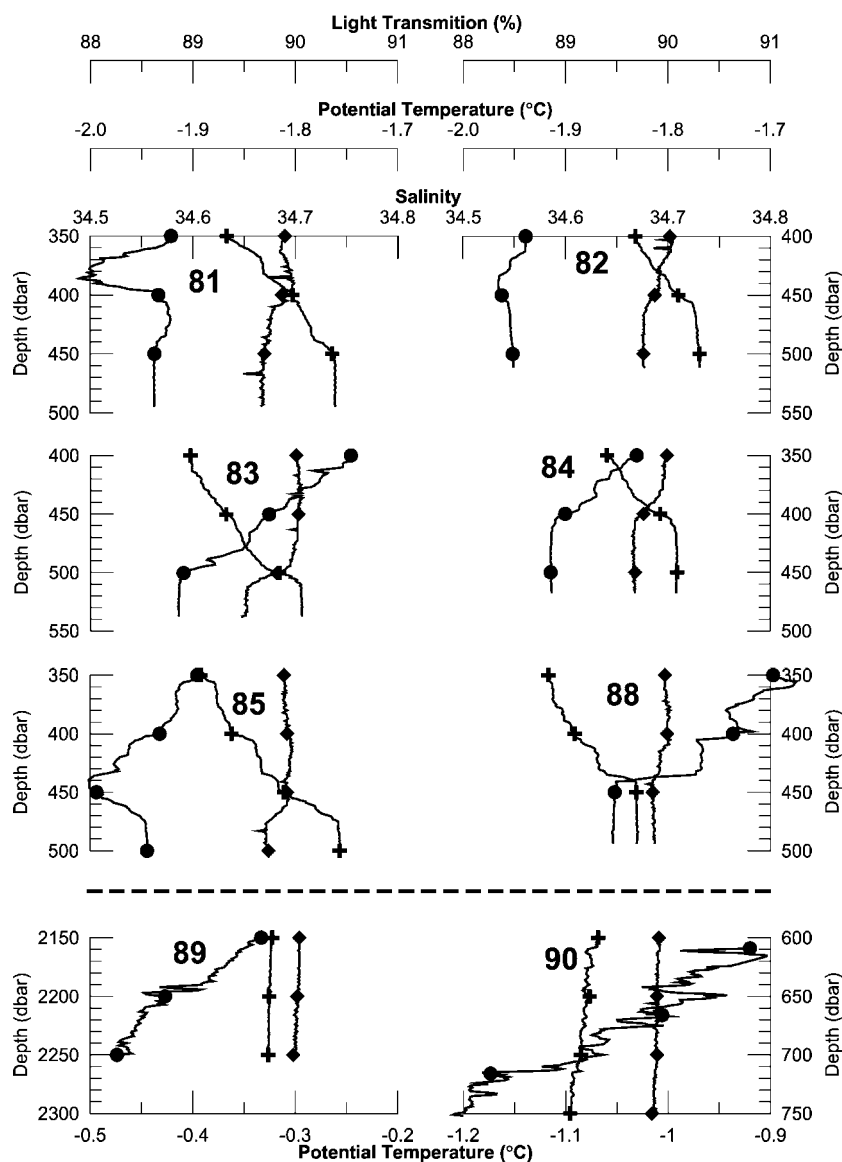 Light Transmition (%)
88 89 90 91 88 89 90 91
Potential Temperature (°C)
-2.0 -1.9 -1.8 -1.7 -2.0 -1.9 -1.8 -1.7
Salinity
34.5 34.6 34.7 34.8 34.5 34.6 34.7 34.8
350 400 450 500
Depth (dbar)
81
82
400 450 500 550
Depth (dbar)
400 450 500 550
Depth (dbar)
83
84
350 400 450 500
Depth (dbar)
350 400 450 500
Depth (dbar)
85
88
350 400 450 500
Depth (dbar)
2150 2200 2250 2300
Depth (dbar)
89
90
600 650 700 750
Depth (dbar)
-0.5 -0.4 -0.3 -0.2 -1.2 -1.1 -1 -0.9
Potential Temperature (°C)